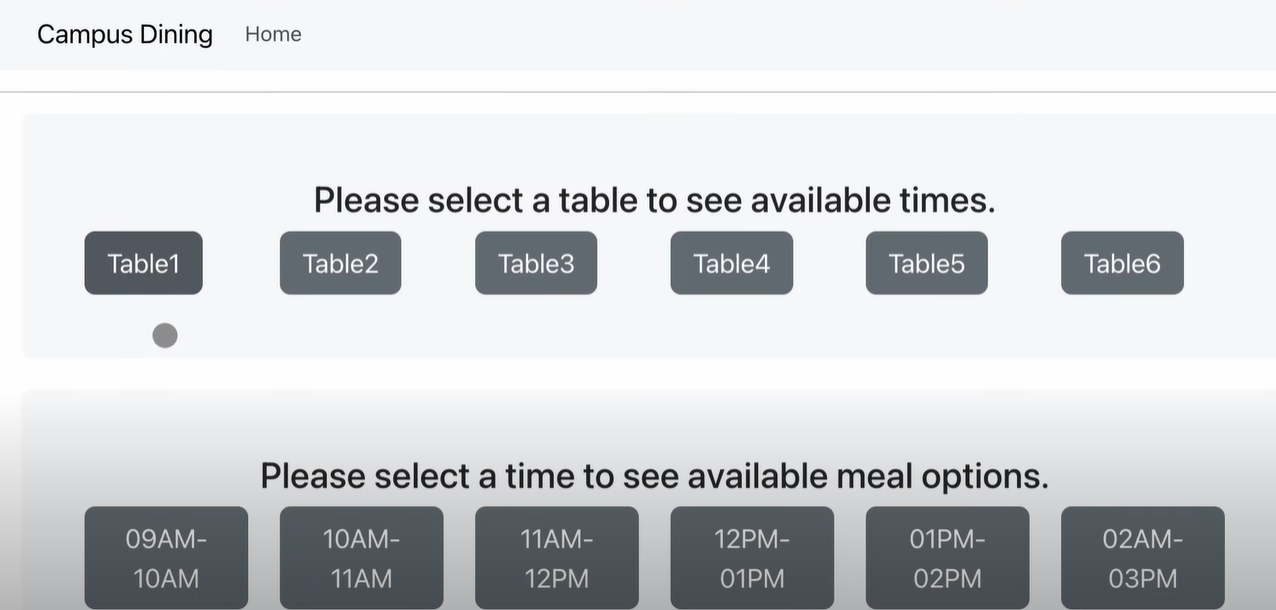 Campus Dining Home
Please select a table to see available times.
Table1 Table2 Table3 Table4 Table5 Table6
Please select a time to see available meal options.
09AM- 10AM- 11AM- 12PM- 01PM- 02AM-
10AM 11AM 12PM 01PM 02PM 03PM